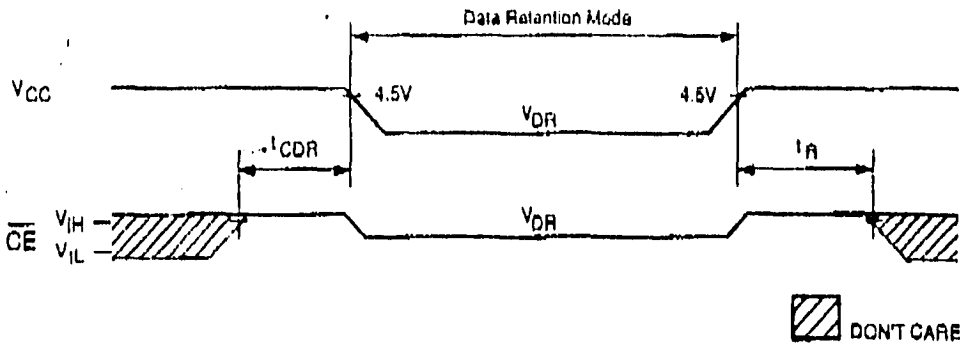 Data Retention Mode
VCC
4.5V
4.5V
VDR
tCDR
tR
CE
VIH
VIL
VDR
DON'T CARE